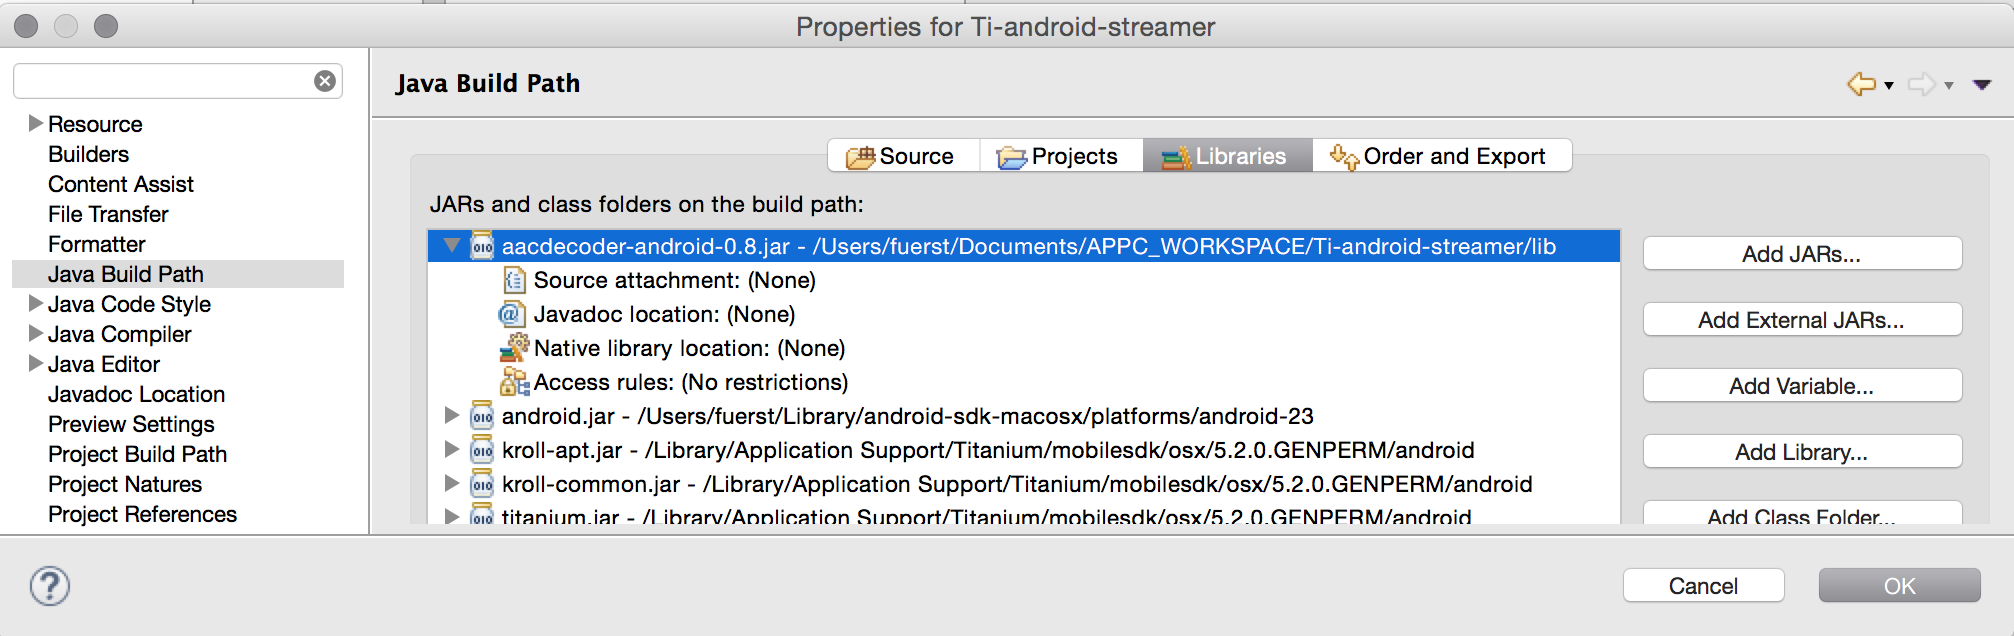 Properties for Ti-android-streamer
Java Build Path
Resource
Builders
Content Assist
File Transfer
Formatter
Java Build Path
Java Code Style
Java Compiler
Java Editor
Javadoc Location
Preview Settings
Project Build Path
Project Natures
Project References
Source
Projects
Libraries
Order and Export
JARs and class folders on the build path:
aacdecoder-android-0.8.jar - /Users/fuerst/Documents/APPC_WORKSPACE/Ti-android-streamer/lib
Source attachment: (None)
Javadoc location: (None)
Native library location: (None)
Access rules: (No restrictions)
android.jar - /Users/fuerst/Library/android-sdk-macosx/platforms/android-23
kroll-apt.jar - /Library/Application Support/Titanium/mobilesdk/osx/5.2.0.GENPERM/android
kroll-common.jar - /Library/Application Support/Titanium/mobilesdk/osx/5.2.0.GENPERM/android
titanium.jar - /Library/Application Support/Titanium/mobilesdk/osx/5.2.0.GENPERM/android
Add JARs...
Add External JARs...
Add Variable...
Add Library...
Add Class Folder...
Cancel
OK